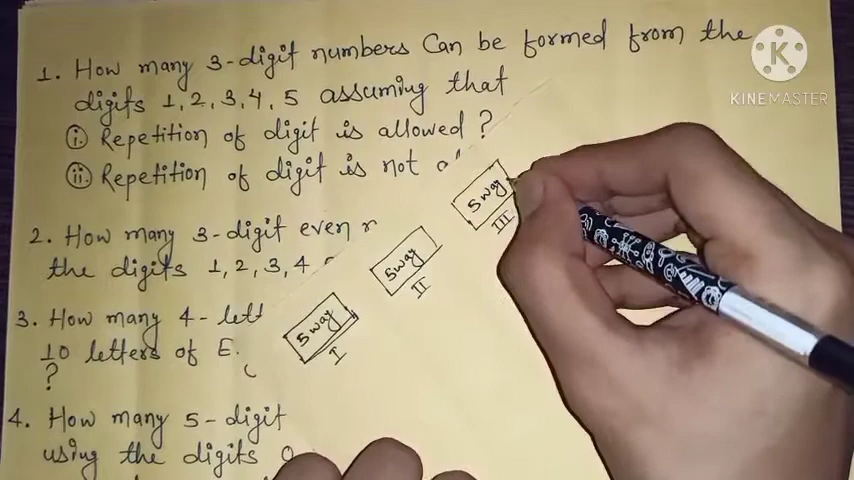 1. How many 3-digit numbers can be formed from the
digits 1, 2, 3, 4, 5 assuming that
(i). Repetition of digit is allowed ?
(ii) Repetition of digit is not
2. How many 3-digit even
the digits 1, 2, 3, 4
3. How many 4-
10 letters of E.
?
4. How many 5-digit
using the digits 0
5 way
III
5 way
II
5 way
I
K
KINEMASTER